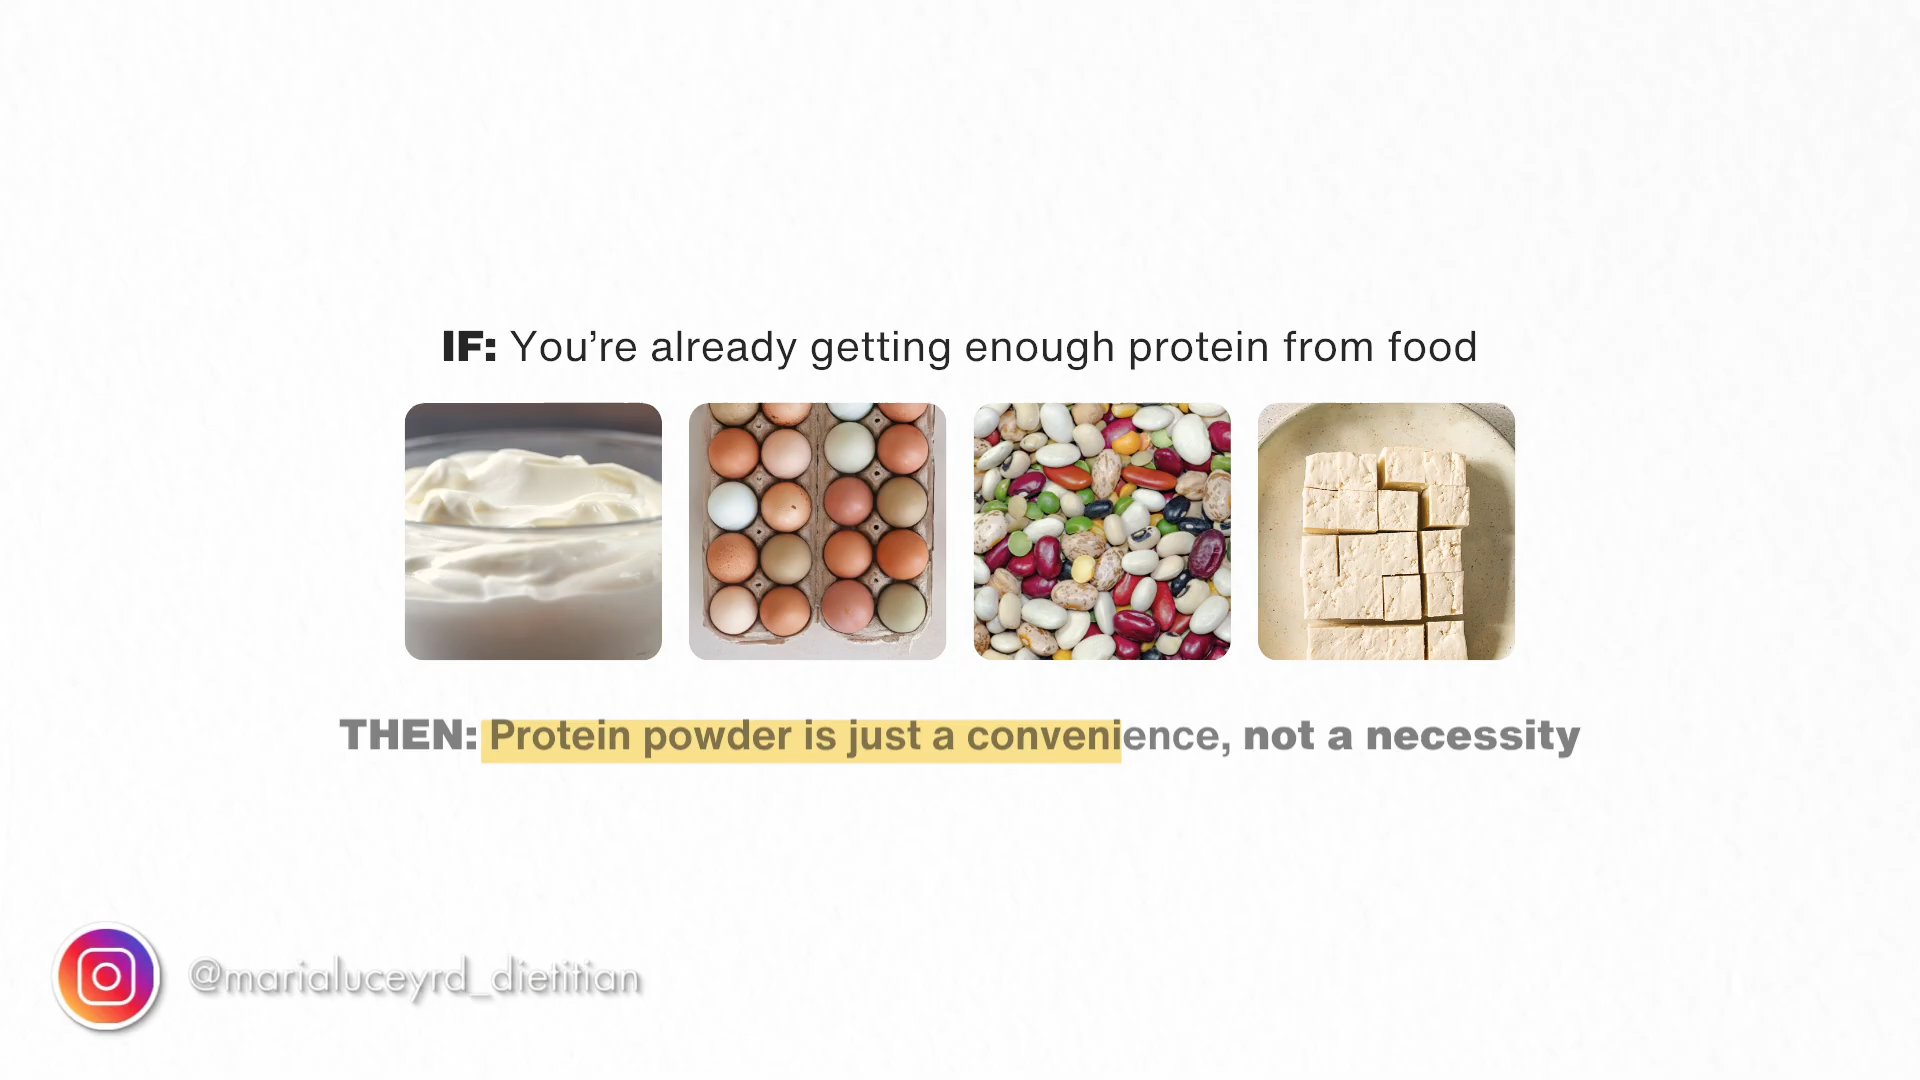 IF: You’re already getting enough protein from food
THEN: Protein powder is just a convenience, not a necessity
@marialuceyrd_dietitian